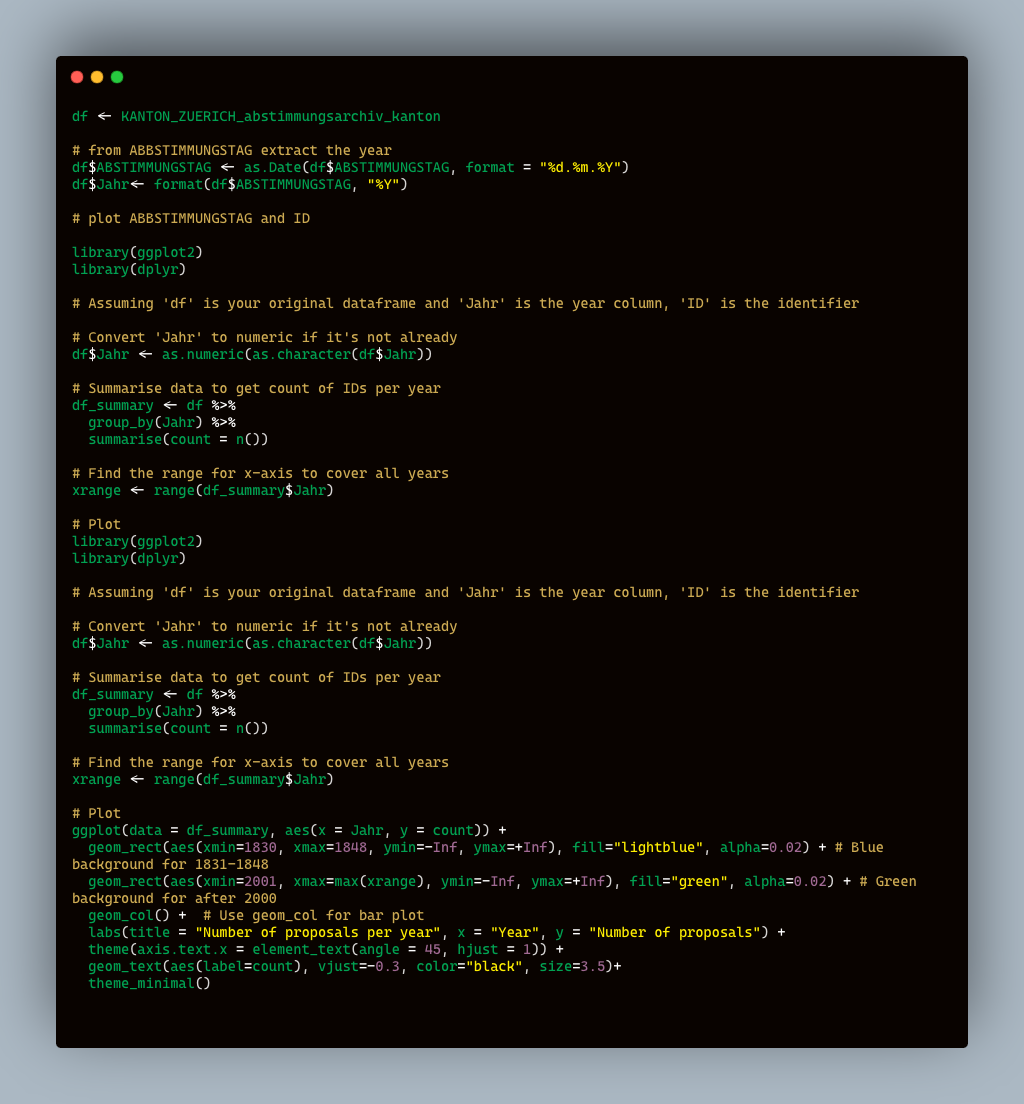 df <- KANTON_ZUERICH_abstimmungsarchiv_kanton
# from ABBSTIMMUNGSTAG extract the year
df$ABSTIMMUNGSTAG <- as.Date(df$ABSTIMMUNGSTAG, format = "%d.%m.%Y")
df$Jahr<- format(df$ABSTIMMUNGSTAG, "%Y")
# plot ABBSTIMMUNGSTAG and ID
library(ggplot2)
library(dplyr)
# Assuming 'df' is your original dataframe and 'Jahr' is the year column, 'ID' is the identifier
# Convert 'Jahr' to numeric if it's not already
df$Jahr <- as.numeric(as.character(df$Jahr))
# Summarise data to get count of IDs per year
df_summary <- df %>%
  group_by(Jahr) %>%
  summarise(count = n())
# Find the range for x-axis to cover all years
xrange <- range(df_summary$Jahr)
# Plot
library(ggplot2)
library(dplyr)
# Assuming 'df' is your original dataframe and 'Jahr' is the year column, 'ID' is the identifier
# Convert 'Jahr' to numeric if it's not already
df$Jahr <- as.numeric(as.character(df$Jahr))
# Summarise data to get count of IDs per year
df_summary <- df %>%
  group_by(Jahr) %>%
  summarise(count = n())
# Find the range for x-axis to cover all years
xrange <- range(df_summary$Jahr)
# Plot
ggplot(data = df_summary, aes(x = Jahr, y = count)) +
  geom_rect(aes(xmin=1830, xmax=1848, ymin=-Inf, ymax=+Inf), fill="lightblue", alpha=0.02) + # Blue
background for 1831-1848
  geom_rect(aes(xmin=2001, xmax=max(xrange), ymin=-Inf, ymax=+Inf), fill="green", alpha=0.02) + # Green
background for after 2000
  geom_col() +  # Use geom_col for bar plot
  labs(title = "Number of proposals per year", x = "Year", y = "Number of proposals") +
  theme(axis.text.x = element_text(angle = 45, hjust = 1)) +
  geom_text(aes(label=count), vjust=-0.3, color="black", size=3.5)+
  theme_minimal()